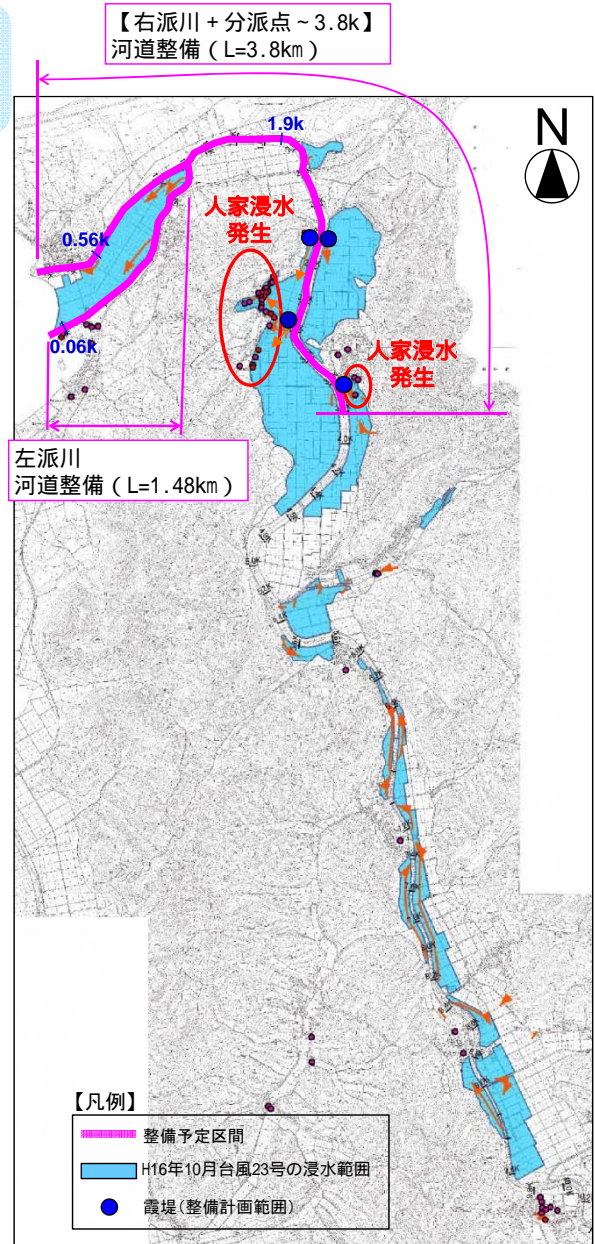 【右派川＋分派点～3.8k】
河道整備（L=3.8km）
N
1.9k
人家浸水
発生
0.56k
0.06k
人家浸水
発生
左派川
河道整備（L=1.48km）
【凡例】
整備予定区間
H16年10月台風23号の浸水範囲
霞堤(整備計画範囲)